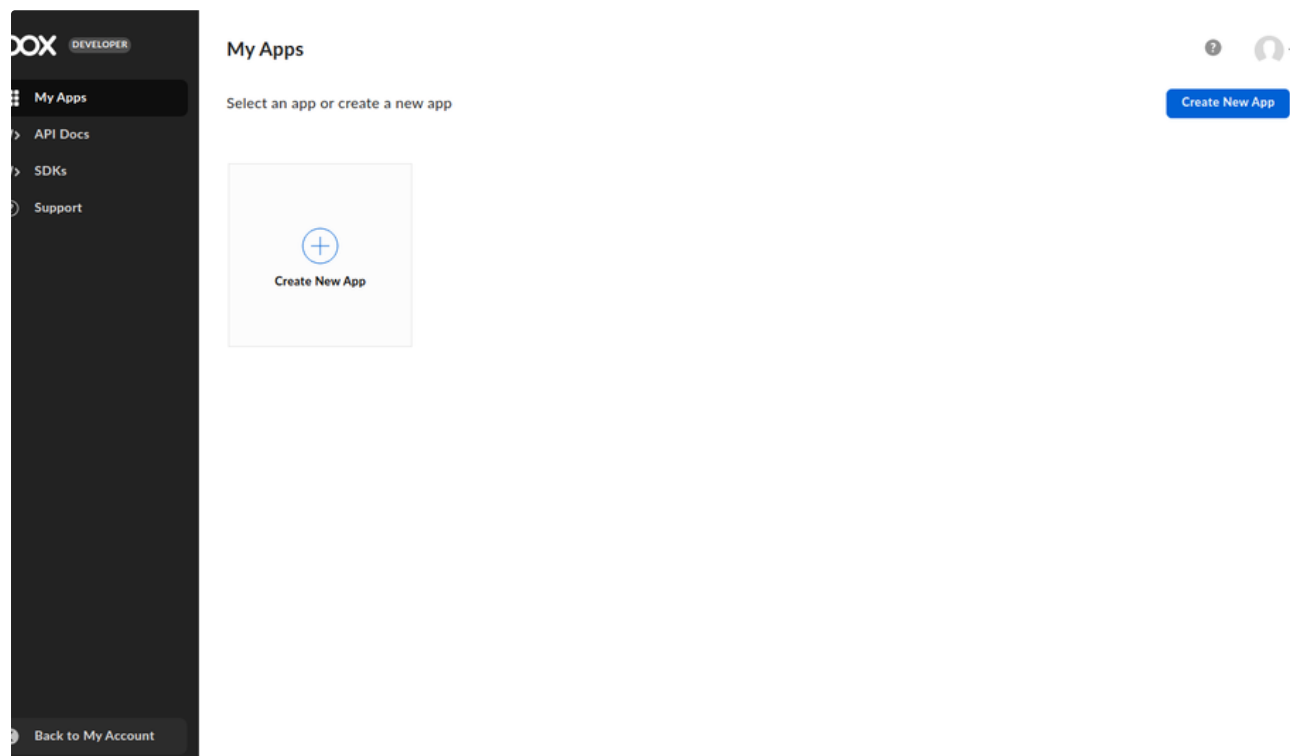 box DEVELOPER
My Apps
API Docs
SDKs
Support
Back to My Account
My Apps
?
Select an app or create a new app
Create New App
Create New App